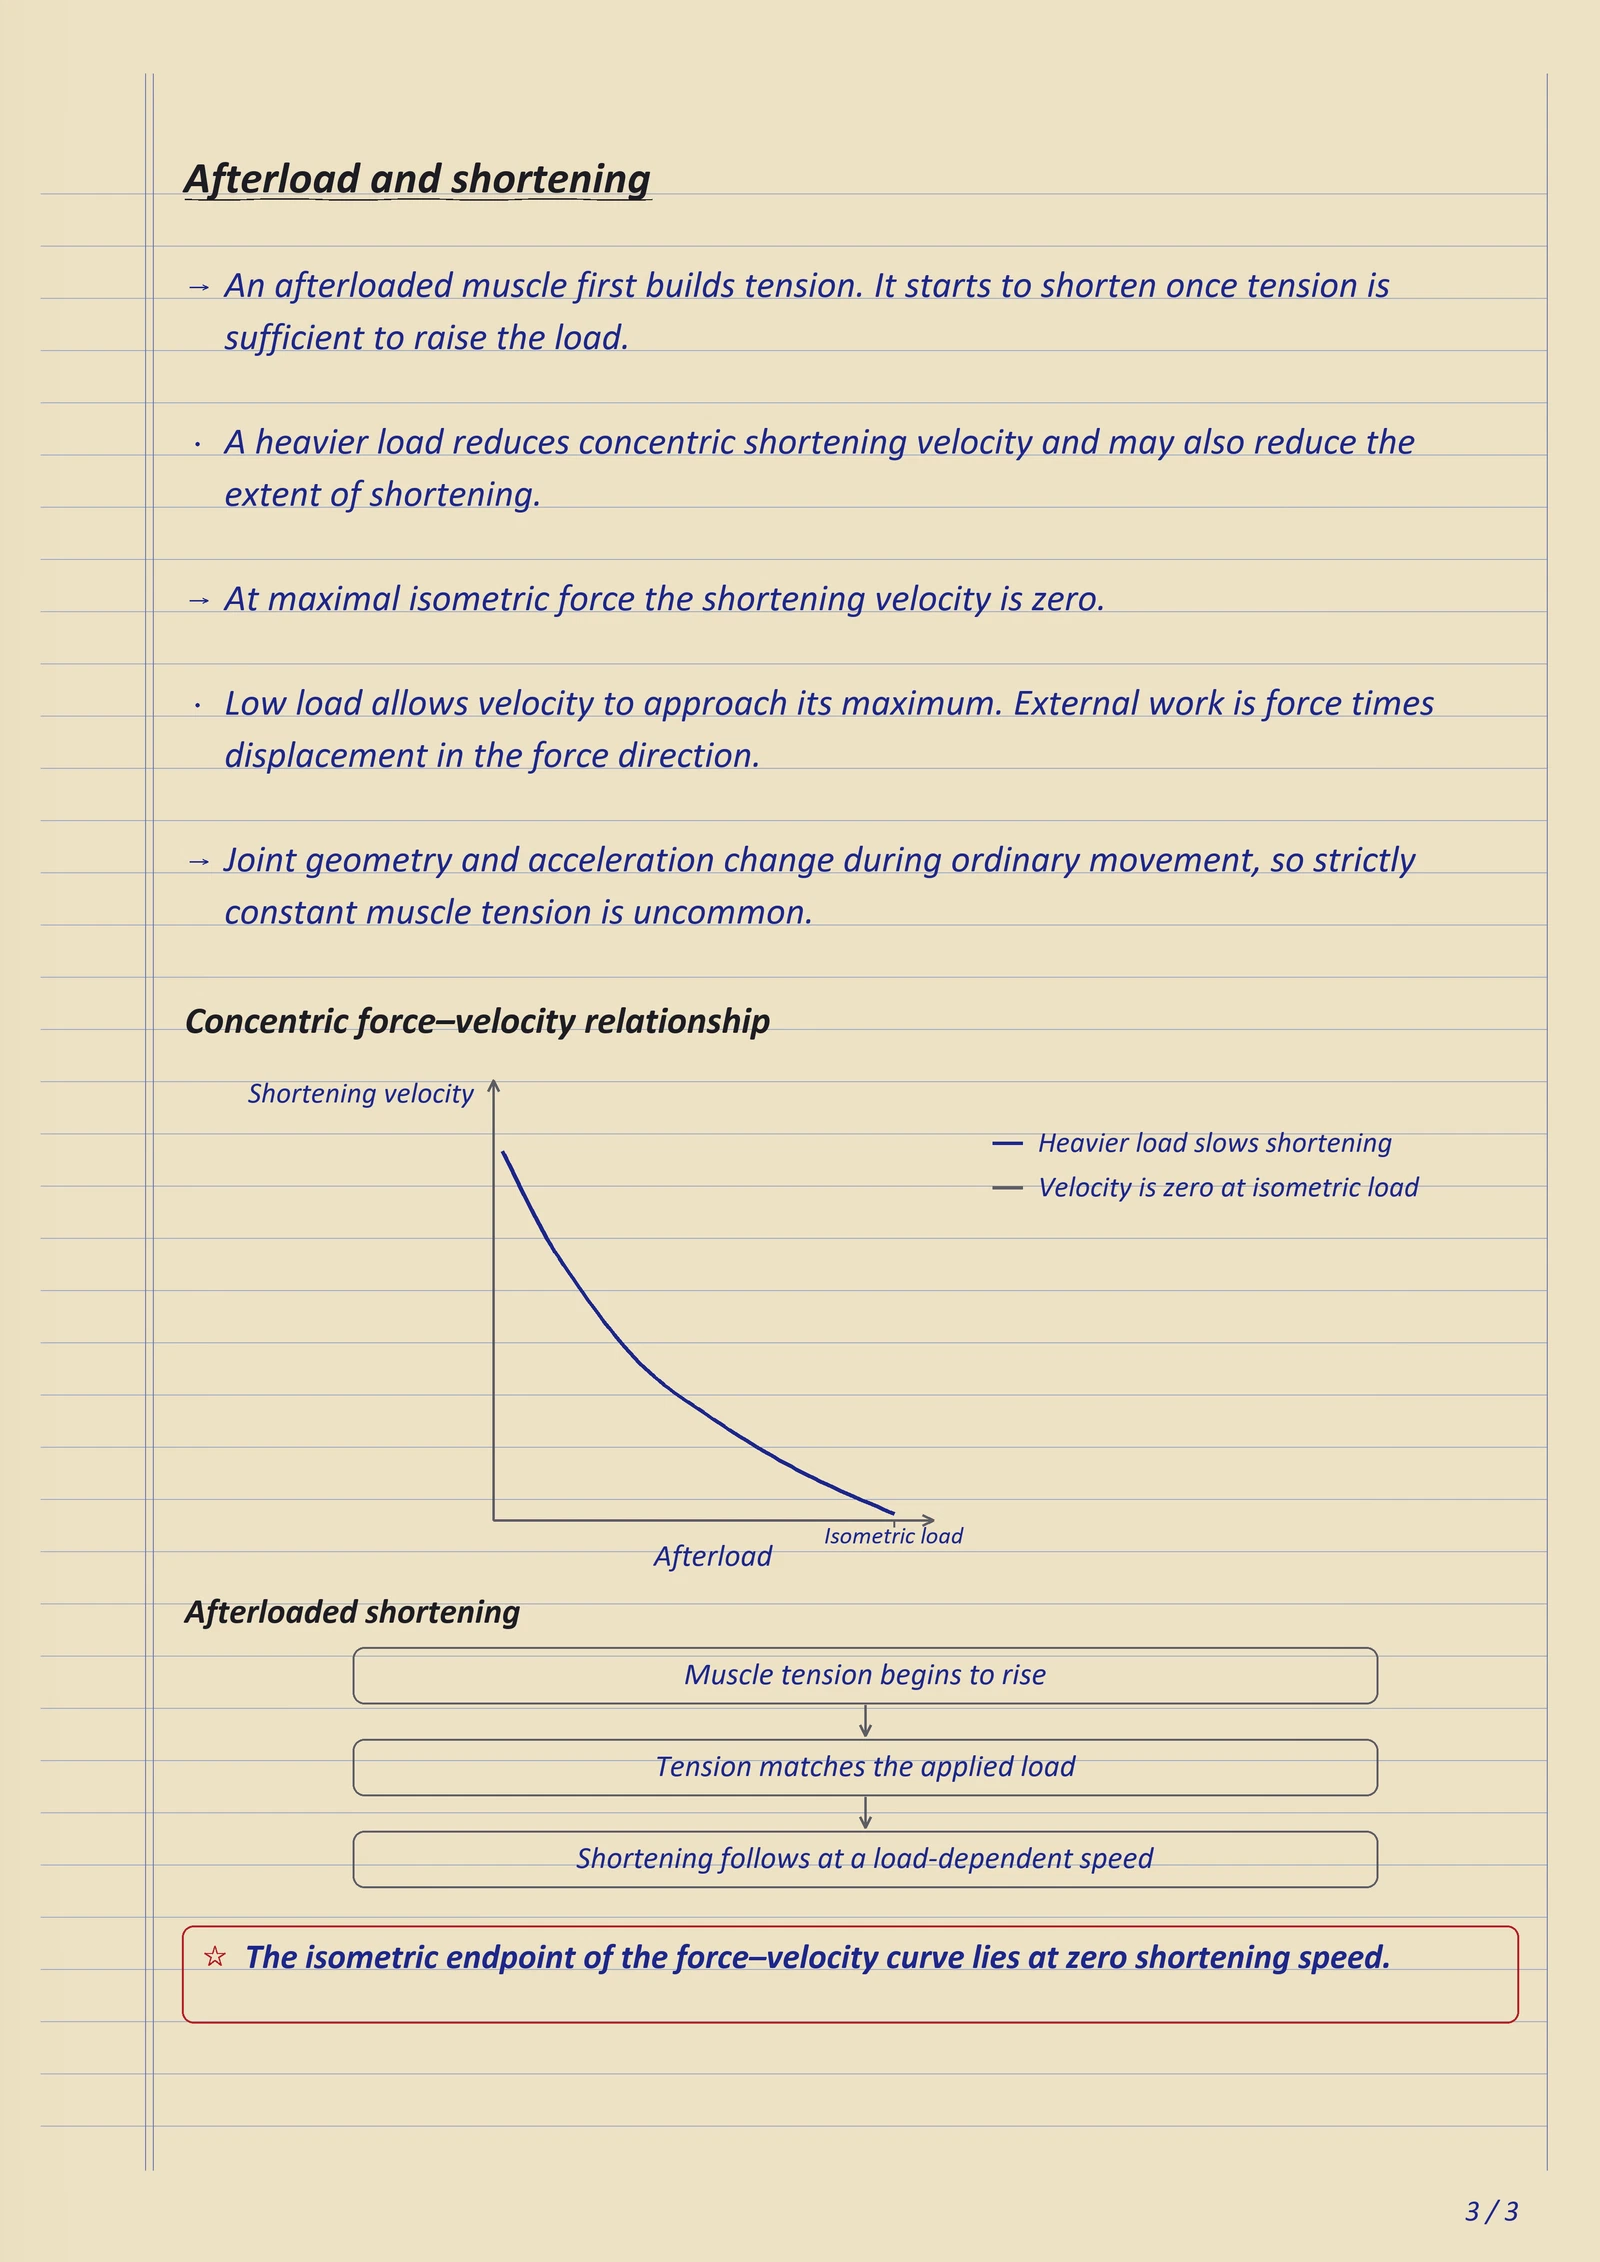 Afterload and shortening
→ An afterloaded muscle first builds tension. It starts to shorten once tension is
sufficient to raise the load.
· A heavier load reduces concentric shortening velocity and may also reduce the
extent of shortening.
→ At maximal isometric force the shortening velocity is zero.
· Low load allows velocity to approach its maximum. External work is force times
displacement in the force direction.
→ Joint geometry and acceleration change during ordinary movement, so strictly
constant muscle tension is uncommon.
Concentric force–velocity relationship
Shortening velocity
Heavier load slows shortening
Velocity is zero at isometric load
Isometric load
Afterload
Afterloaded shortening
Muscle tension begins to rise
Tension matches the applied load
Shortening follows at a load-dependent speed
☆ The isometric endpoint of the force–velocity curve lies at zero shortening speed.
3 / 3